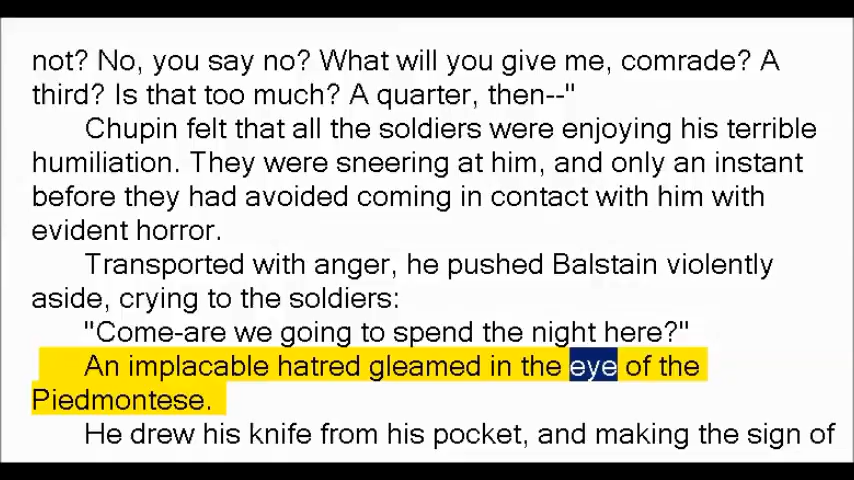 not? No, you say no? What will you give me, comrade? A
third? Is that too much? A quarter, then--"
Chupin felt that all the soldiers were enjoying his terrible
humiliation. They were sneering at him, and only an instant
before they had avoided coming in contact with him with
evident horror.
Transported with anger, he pushed Balstain violently
aside, crying to the soldiers:
"Come-are we going to spend the night here?"
An implacable hatred gleamed in the eye of the
Piedmontese.
He drew his knife from his pocket, and making the sign of